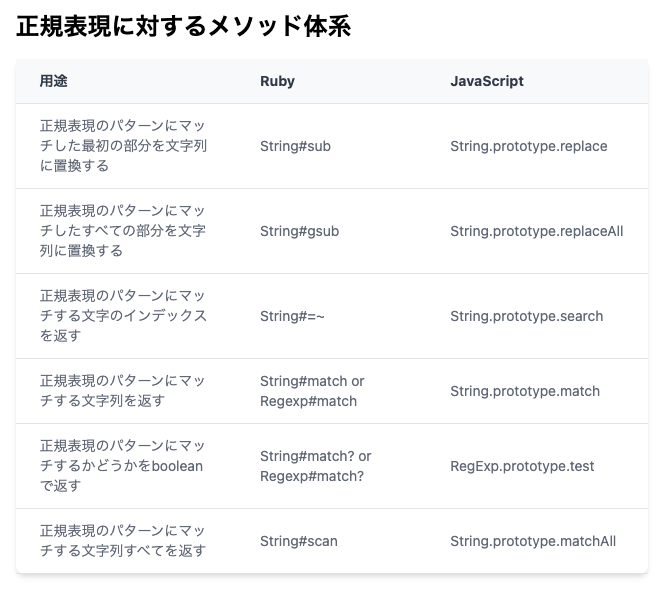 正規表現に対するメソッド体系
用途 Ruby JavaScript
正規表現のパターンにマッ
チした最初の部分を文字列
に置換する
String#sub
String.prototype.replace
正規表現のパターンにマッ
チしたすべての部分を文字
列に置換する
String#gsub
String.prototype.replaceAll
正規表現のパターンにマッ
チする文字のインデックス
を返す
String#=~
String.prototype.search
正規表現のパターンにマッ
チする文字列を返す
String#match or
Regexp#match
String.prototype.match
正規表現のパターンにマッ
チするかどうかをboolean
で返す
String#match? or
Regexp#match?
RegExp.prototype.test
正規表現のパターンにマッ
チする文字列すべてを返す
String#scan
String.prototype.matchAll